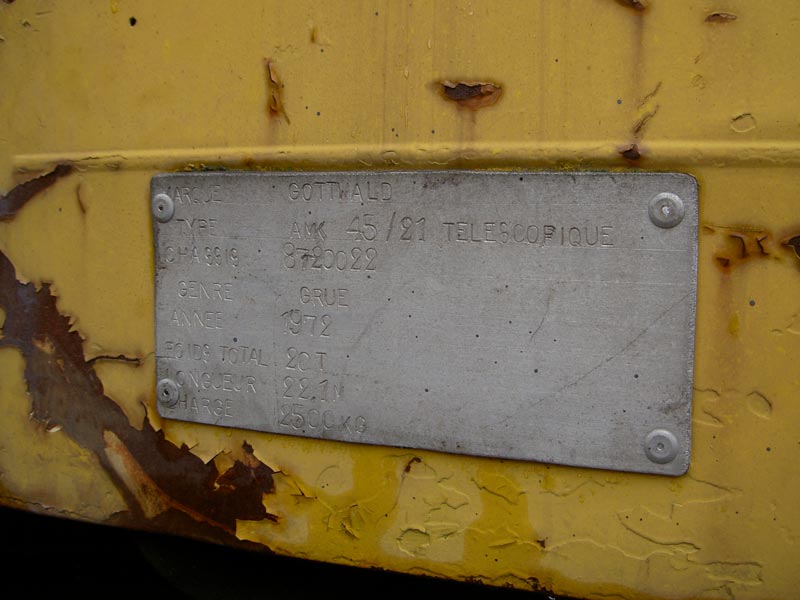 MARQUE GOTTWALD
TYPE AMK 45/21 TELESCOPIQUE
CHASSIS 8720022
GENRE GRUE
ANNEE 1972
POIDS TOTAL 20 T
LONGUEUR 22,1 M
CHARGE 2500 KG